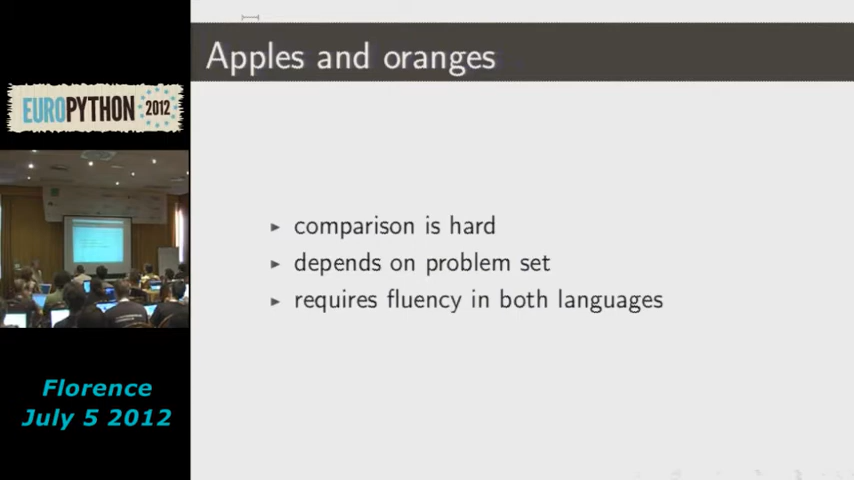 Apples and oranges
EUROPYTHON 2012
▶ comparison is hard
▶ depends on problem set
▶ requires fluency in both languages
Florence
July 5 2012